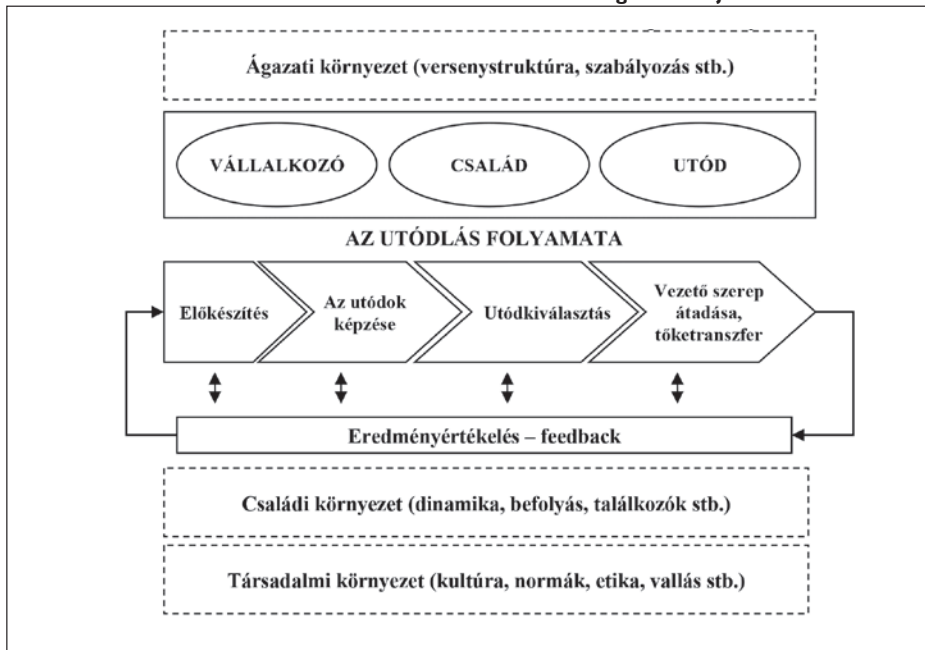 Ágazati környezet (versenystruktúra, szabályozás stb.)
VÁLLALKOZÓ
CSALÁD
UTÓD
AZ UTÓDLÁS FOLYAMATA
Előkészítés
Az utódok
képzése
Utódkiválasztás
Vezető szerep
átadása,
tőketranszfer
Eredményértékelés – feedback
Családi környezet (dinamika, befolyás, találkozók stb.)
Társadalmi környezet (kultúra, normák, etika, vallás stb.)